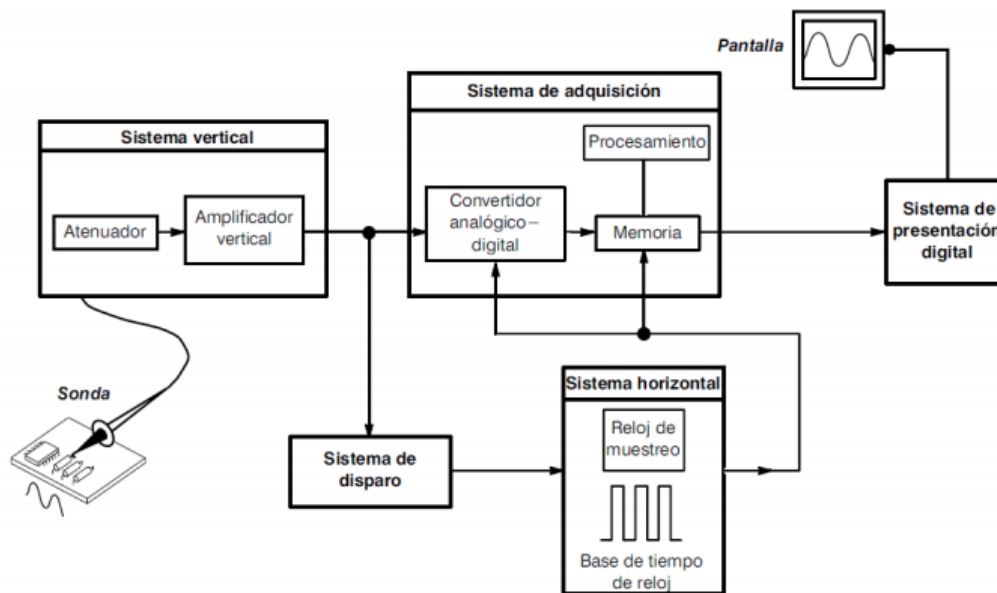 Pantalla
Sistema de adquisición
Sistema vertical
Procesamiento
Atenuador
Amplificador
vertical
Convertidor
analógico–
digital
Memoria
Sistema de
presentación
digital
Sonda
Sistema de
disparo
Sistema horizontal
Reloj de
muestreo
Base de tiempo
de reloj